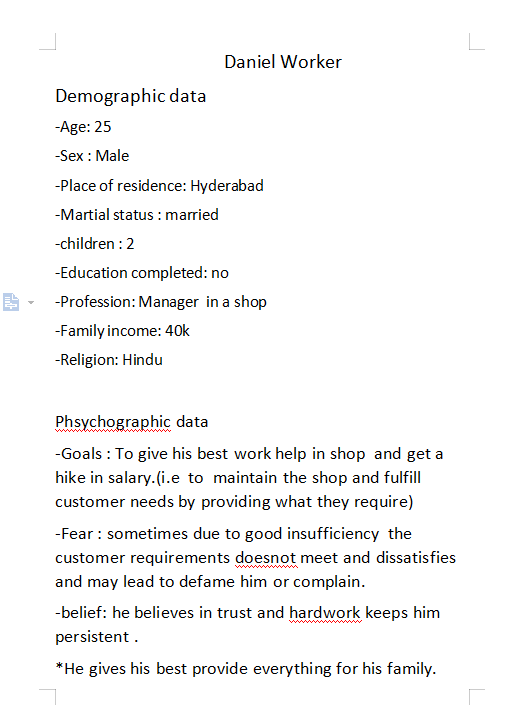 Daniel Worker
Demographic data
-Age: 25
-Sex : Male
-Place of residence: Hyderabad
-Martial status : married
-children : 2
-Education completed: no
-Profession: Manager  in a shop
-Family income: 40k
-Religion: Hindu
Phsychographic data
-Goals : To give his best work help in shop  and get a
hike in salary.(i.e  to  maintain the shop and fulfill
customer needs by providing what they require)
-Fear : sometimes due to good insufficiency  the
customer requirements doesnot meet and dissatisfies
and may lead to defame him or complain.
-belief: he believes in trust and hardwork keeps him
persistent .
*He gives his best provide everything for his family.